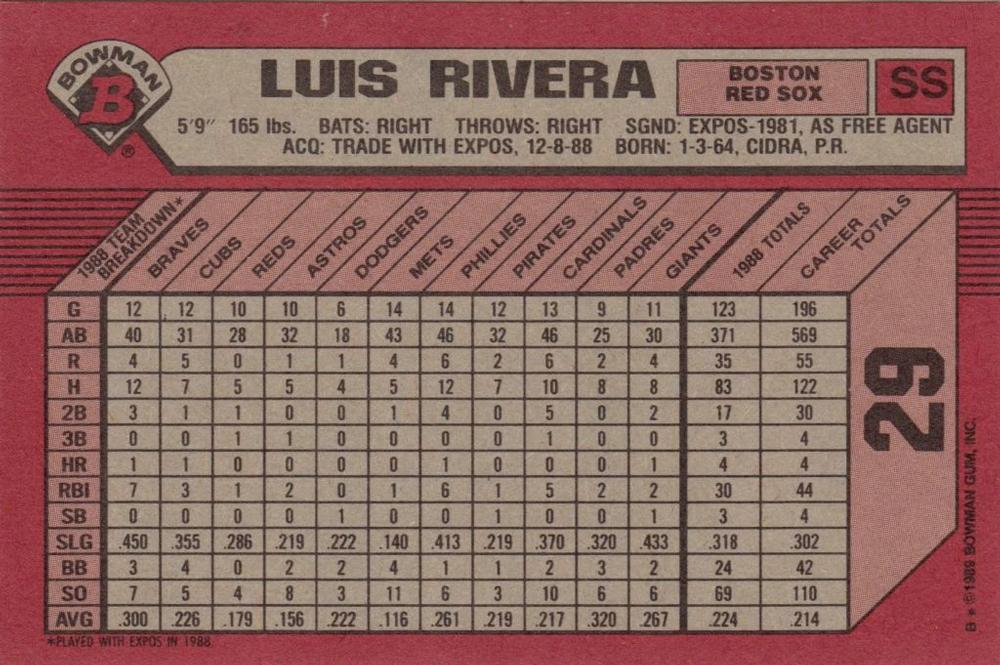 BOWMAN
B
®
LUIS RIVERA
BOSTON
RED SOX
SS
5'9" 165 lbs. BATS: RIGHT THROWS: RIGHT SGND: EXPOS-1981, AS FREE AGENT
ACQ: TRADE WITH EXPOS, 12-8-88 BORN: 1-3-64, CIDRA, P.R.
1988 TEAM
BREAKDOWN* BRAVES CUBS REDS ASTROS DODGERS METS PHILLIES PIRATES CARDINALS PADRES GIANTS 1988 TOTALS CAREER TOTALS
G 12 12 10 10 6 14 14 12 13 9 11 123 196
AB 40 31 28 32 18 43 46 32 46 25 30 371 569
R 4 5 0 1 1 4 6 2 6 2 4 35 55
H 12 7 5 5 4 5 12 7 10 8 8 83 122
2B 3 1 1 0 0 1 4 0 5 0 2 17 30
3B 0 0 1 1 0 0 0 0 1 0 0 3 4
HR 1 1 0 0 0 0 1 0 0 0 1 4 4
RBI 7 3 1 2 0 1 6 1 5 2 2 30 44
SB 0 0 0 0 1 0 0 1 0 0 1 3 4
SLG .450 .355 .286 .219 .222 .140 .413 .219 .370 .320 .433 .318 .302
BB 3 4 0 2 2 4 1 1 2 3 2 24 42
SO 7 5 4 8 3 11 6 3 10 6 6 69 110
AVG .300 .226 .179 .156 .222 .116 .261 .219 .217 .320 .267 .224 .214
*PLAYED WITH EXPOS IN 1988.
29
B * ©1989 BOWMAN GUM, INC.